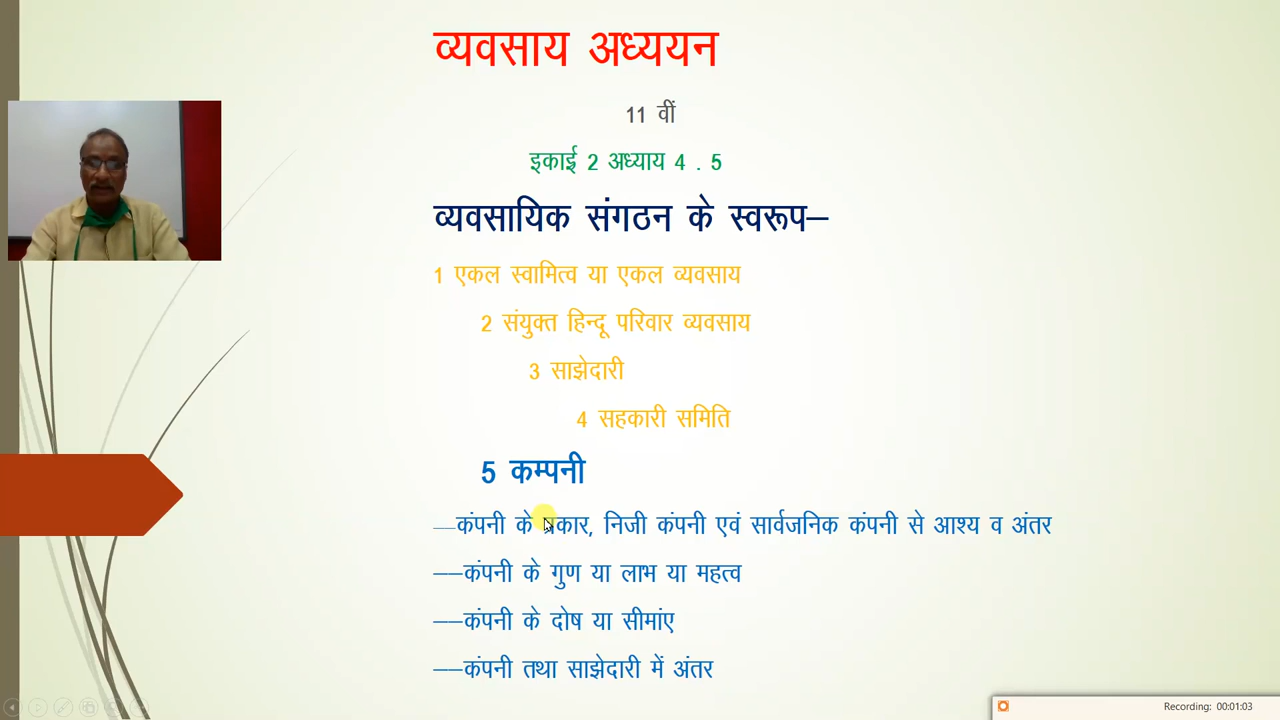 व्यवसाय अध्ययन
11 वीं
इकाई 2 अध्याय 4 . 5
व्यवसायिक संगठन के स्वरूप–
1 एकल स्वामित्व या एकल व्यवसाय
2 संयुक्त हिन्दू परिवार व्यवसाय
3 साझेदारी
4 सहकारी समिति
5 कम्पनी
—कंपनी के प्रकार, निजी कंपनी एवं सार्वजनिक कंपनी से आश्य व अंतर
––कंपनी के गुण या लाभ या महत्व
––कंपनी के दोष या सीमांए
––कंपनी तथा साझेदारी में अंतर
Recording: 00:01:03